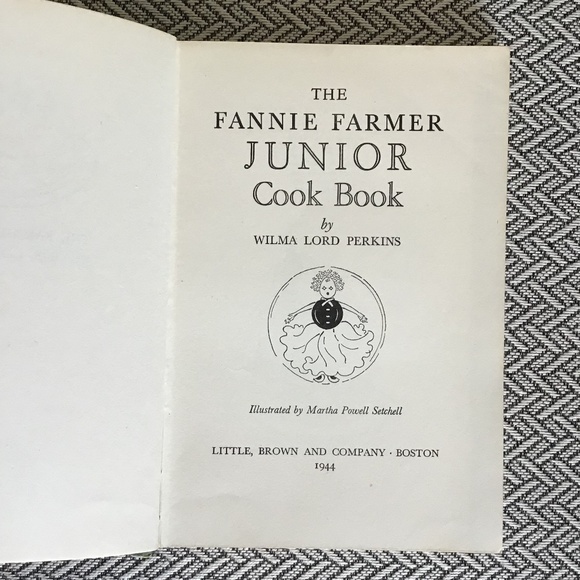 THE
FANNIE FARMER
JUNIOR
Cook Book
by
WILMA LORD PERKINS
Illustrated by Martha Powell Setchell
LITTLE, BROWN AND COMPANY · BOSTON
1944